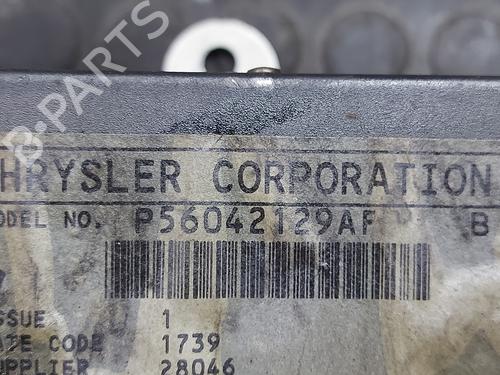 B-PARTS
HRYSLER CORPORATION
ODEL NO. P56042129AF B
SSUE 1
ATE CODE 1739
UPPLIER 28046